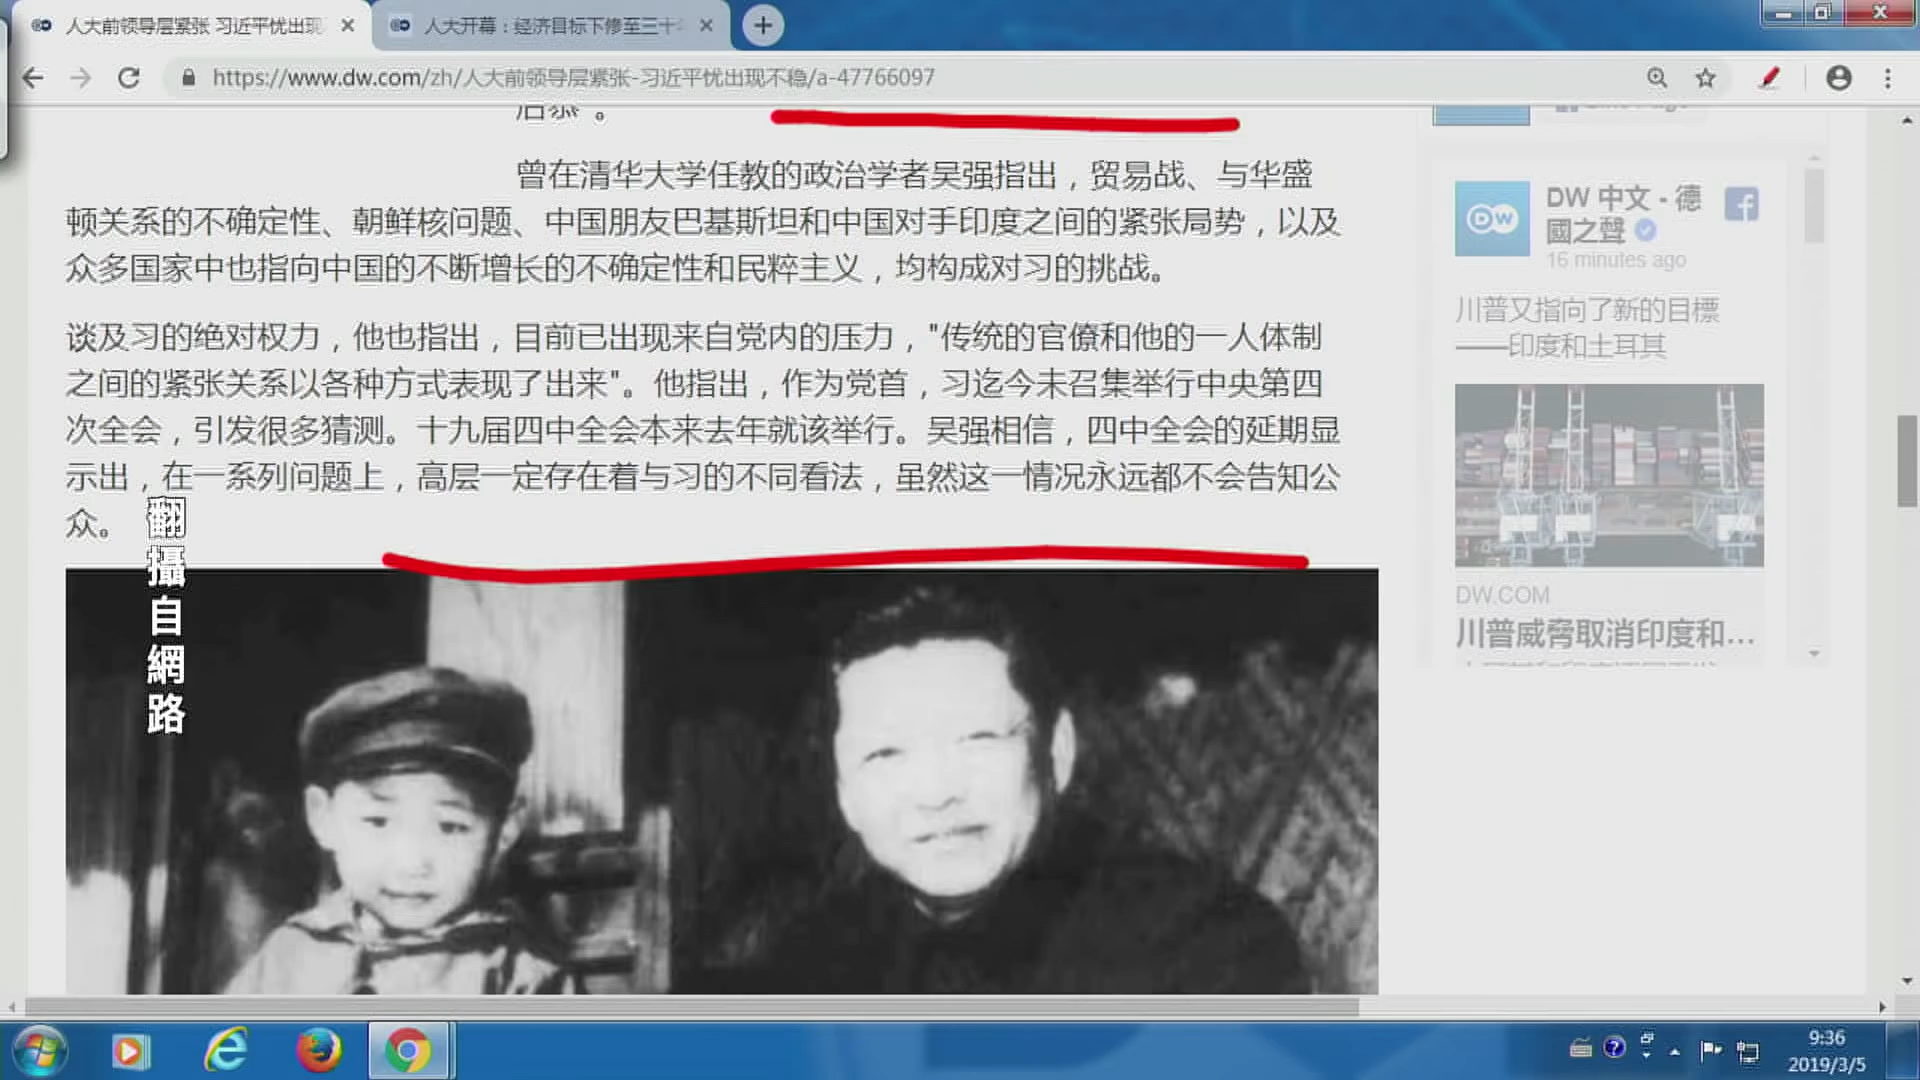 人大前领导层紧张 习近平忧出现
人大开幕：经济目标下修至三十
https://www.dw.com/zh/人大前领导层紧张-习近平忧出现不稳/a-47766097
曾在清华大学任教的政治学者吴强指出，贸易战、与华盛
顿关系的不确定性、朝鲜核问题、中国朋友巴基斯坦和中国对手印度之间的紧张局势，以及
众多国家中也指向中国的不断增长的不确定性和民粹主义，均构成对习的挑战。
谈及习的绝对权力，他也指出，目前已出现来自党内的压力，"传统的官僚和他的一人体制
之间的紧张关系以各种方式表现了出来"。他指出，作为党首，习迄今未召集举行中央第四
次全会，引发很多猜测。十九届四中全会本来去年就该举行。吴强相信，四中全会的延期显
示出，在一系列问题上，高层一定存在着与习的不同看法，虽然这一情况永远都不会告知公
众。
翻攝自網路
DW
DW 中文 - 德
國之聲
16 minutes ago
川普又指向了新的目標
——印度和土耳其
DW.COM
川普威脅取消印度和...
9:36
2019/3/5